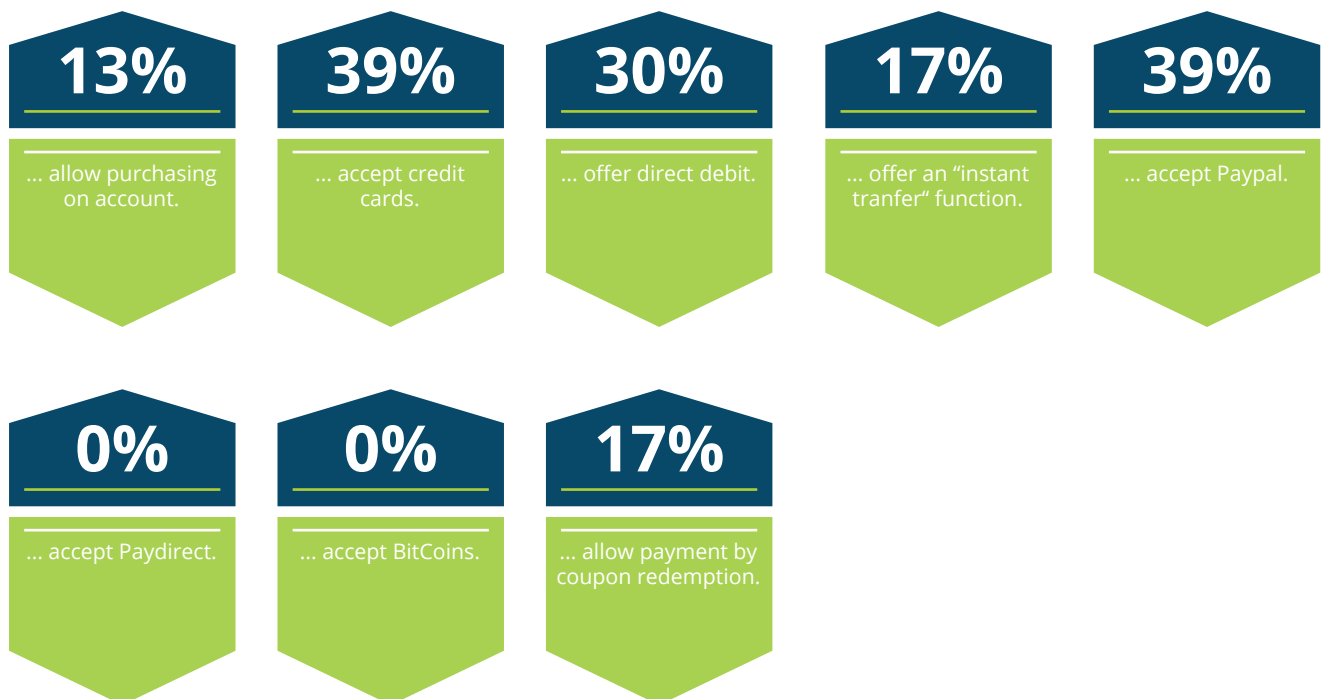 13%
39%
30%
17%
39%
... allow purchasing
on account.
... accept credit
cards.
... offer direct debit.
... offer an “instant
tranfer“ function.
... accept Paypal.
0%
0%
17%
... accept Paydirect.
... accept BitCoins.
... allow payment by
coupon redemption.